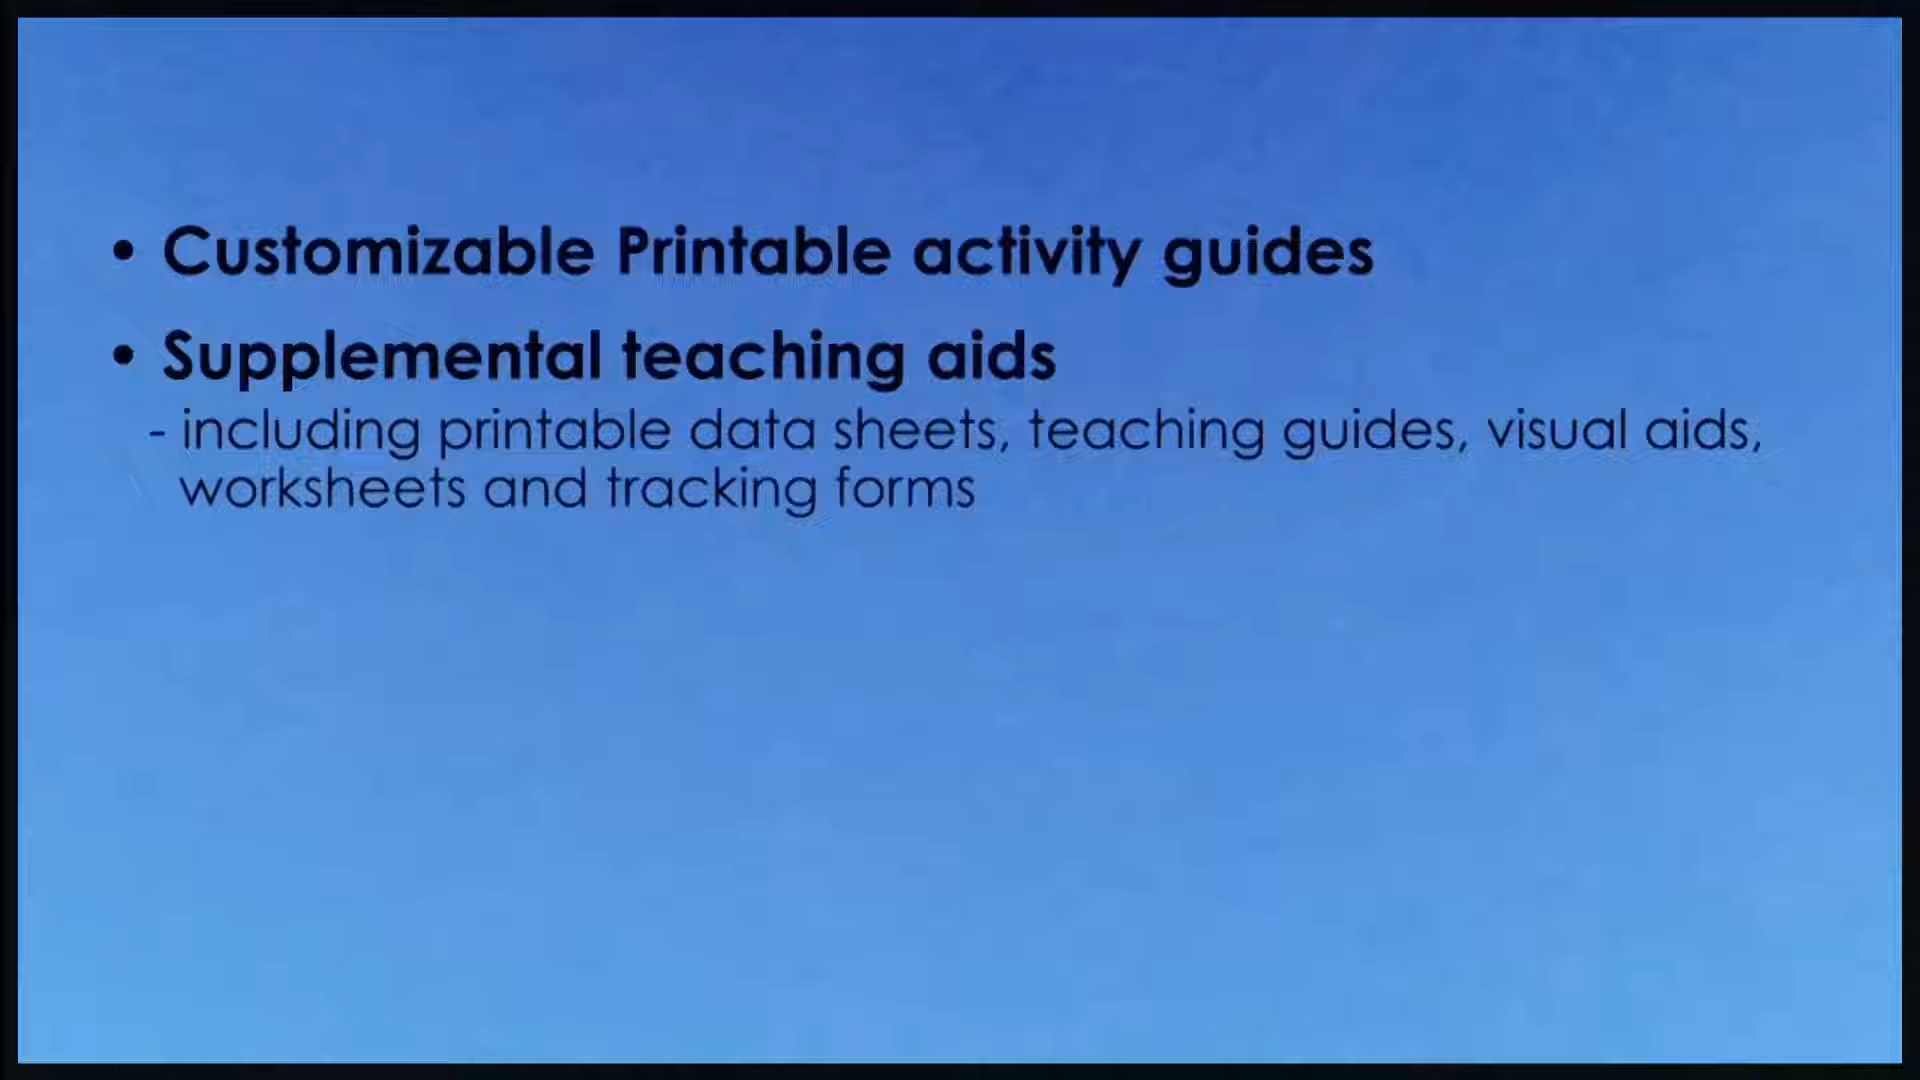 • Customizable Printable activity guides
• Supplemental teaching aids
- including printable data sheets, teaching guides, visual aids,
worksheets and tracking forms